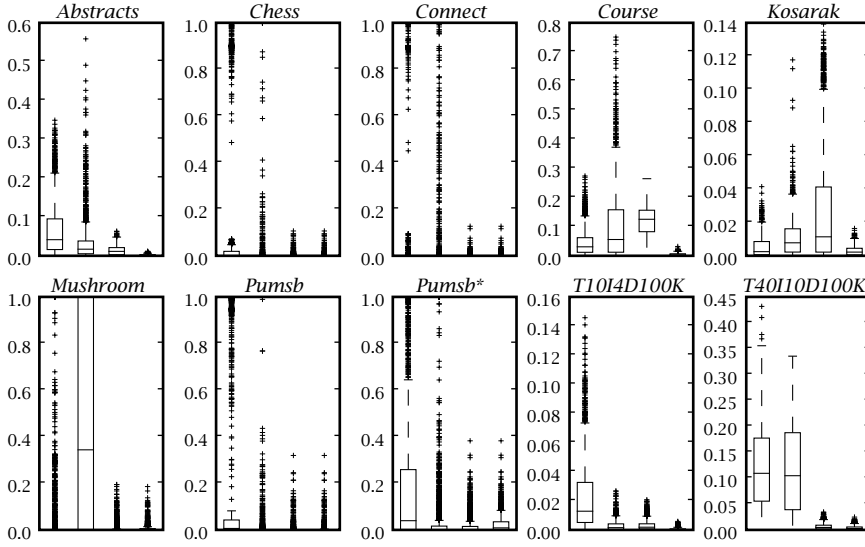 Abstracts Chess Connect Course Kosarak
0.6 1.0 1.0 0.8 0.14
0.5 0.8 0.8 0.7 0.12
0.4 0.6 0.6 0.6 0.10
0.3 0.4 0.4 0.5 0.08
0.2 0.2 0.2 0.4 0.06
0.1 0.0 0.0 0.3 0.04
0.0 0.2 0.02
0.1 0.00
0.0
Mushroom Pumsb Pumsb* T10I4D100K T40I10D100K
1.0 1.0 1.0 0.16 0.45
0.8 0.8 0.8 0.14 0.40
0.6 0.6 0.6 0.12 0.35
0.4 0.4 0.4 0.10 0.30
0.2 0.2 0.2 0.08 0.25
0.0 0.0 0.0 0.06 0.20
0.04 0.15
0.02 0.10
0.00 0.05
0.00